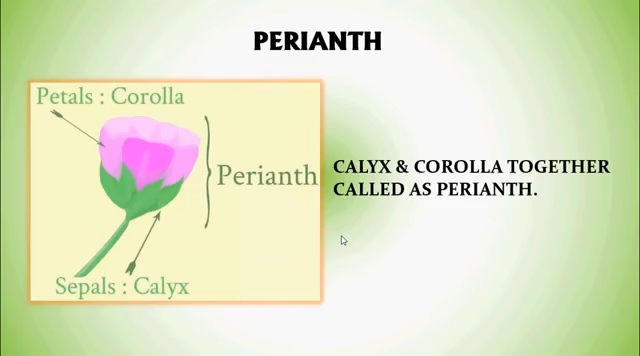 PERIANTH
Petals : Corolla
Perianth
Sepals : Calyx
CALYX & COROLLA TOGETHER
CALLED AS PERIANTH.